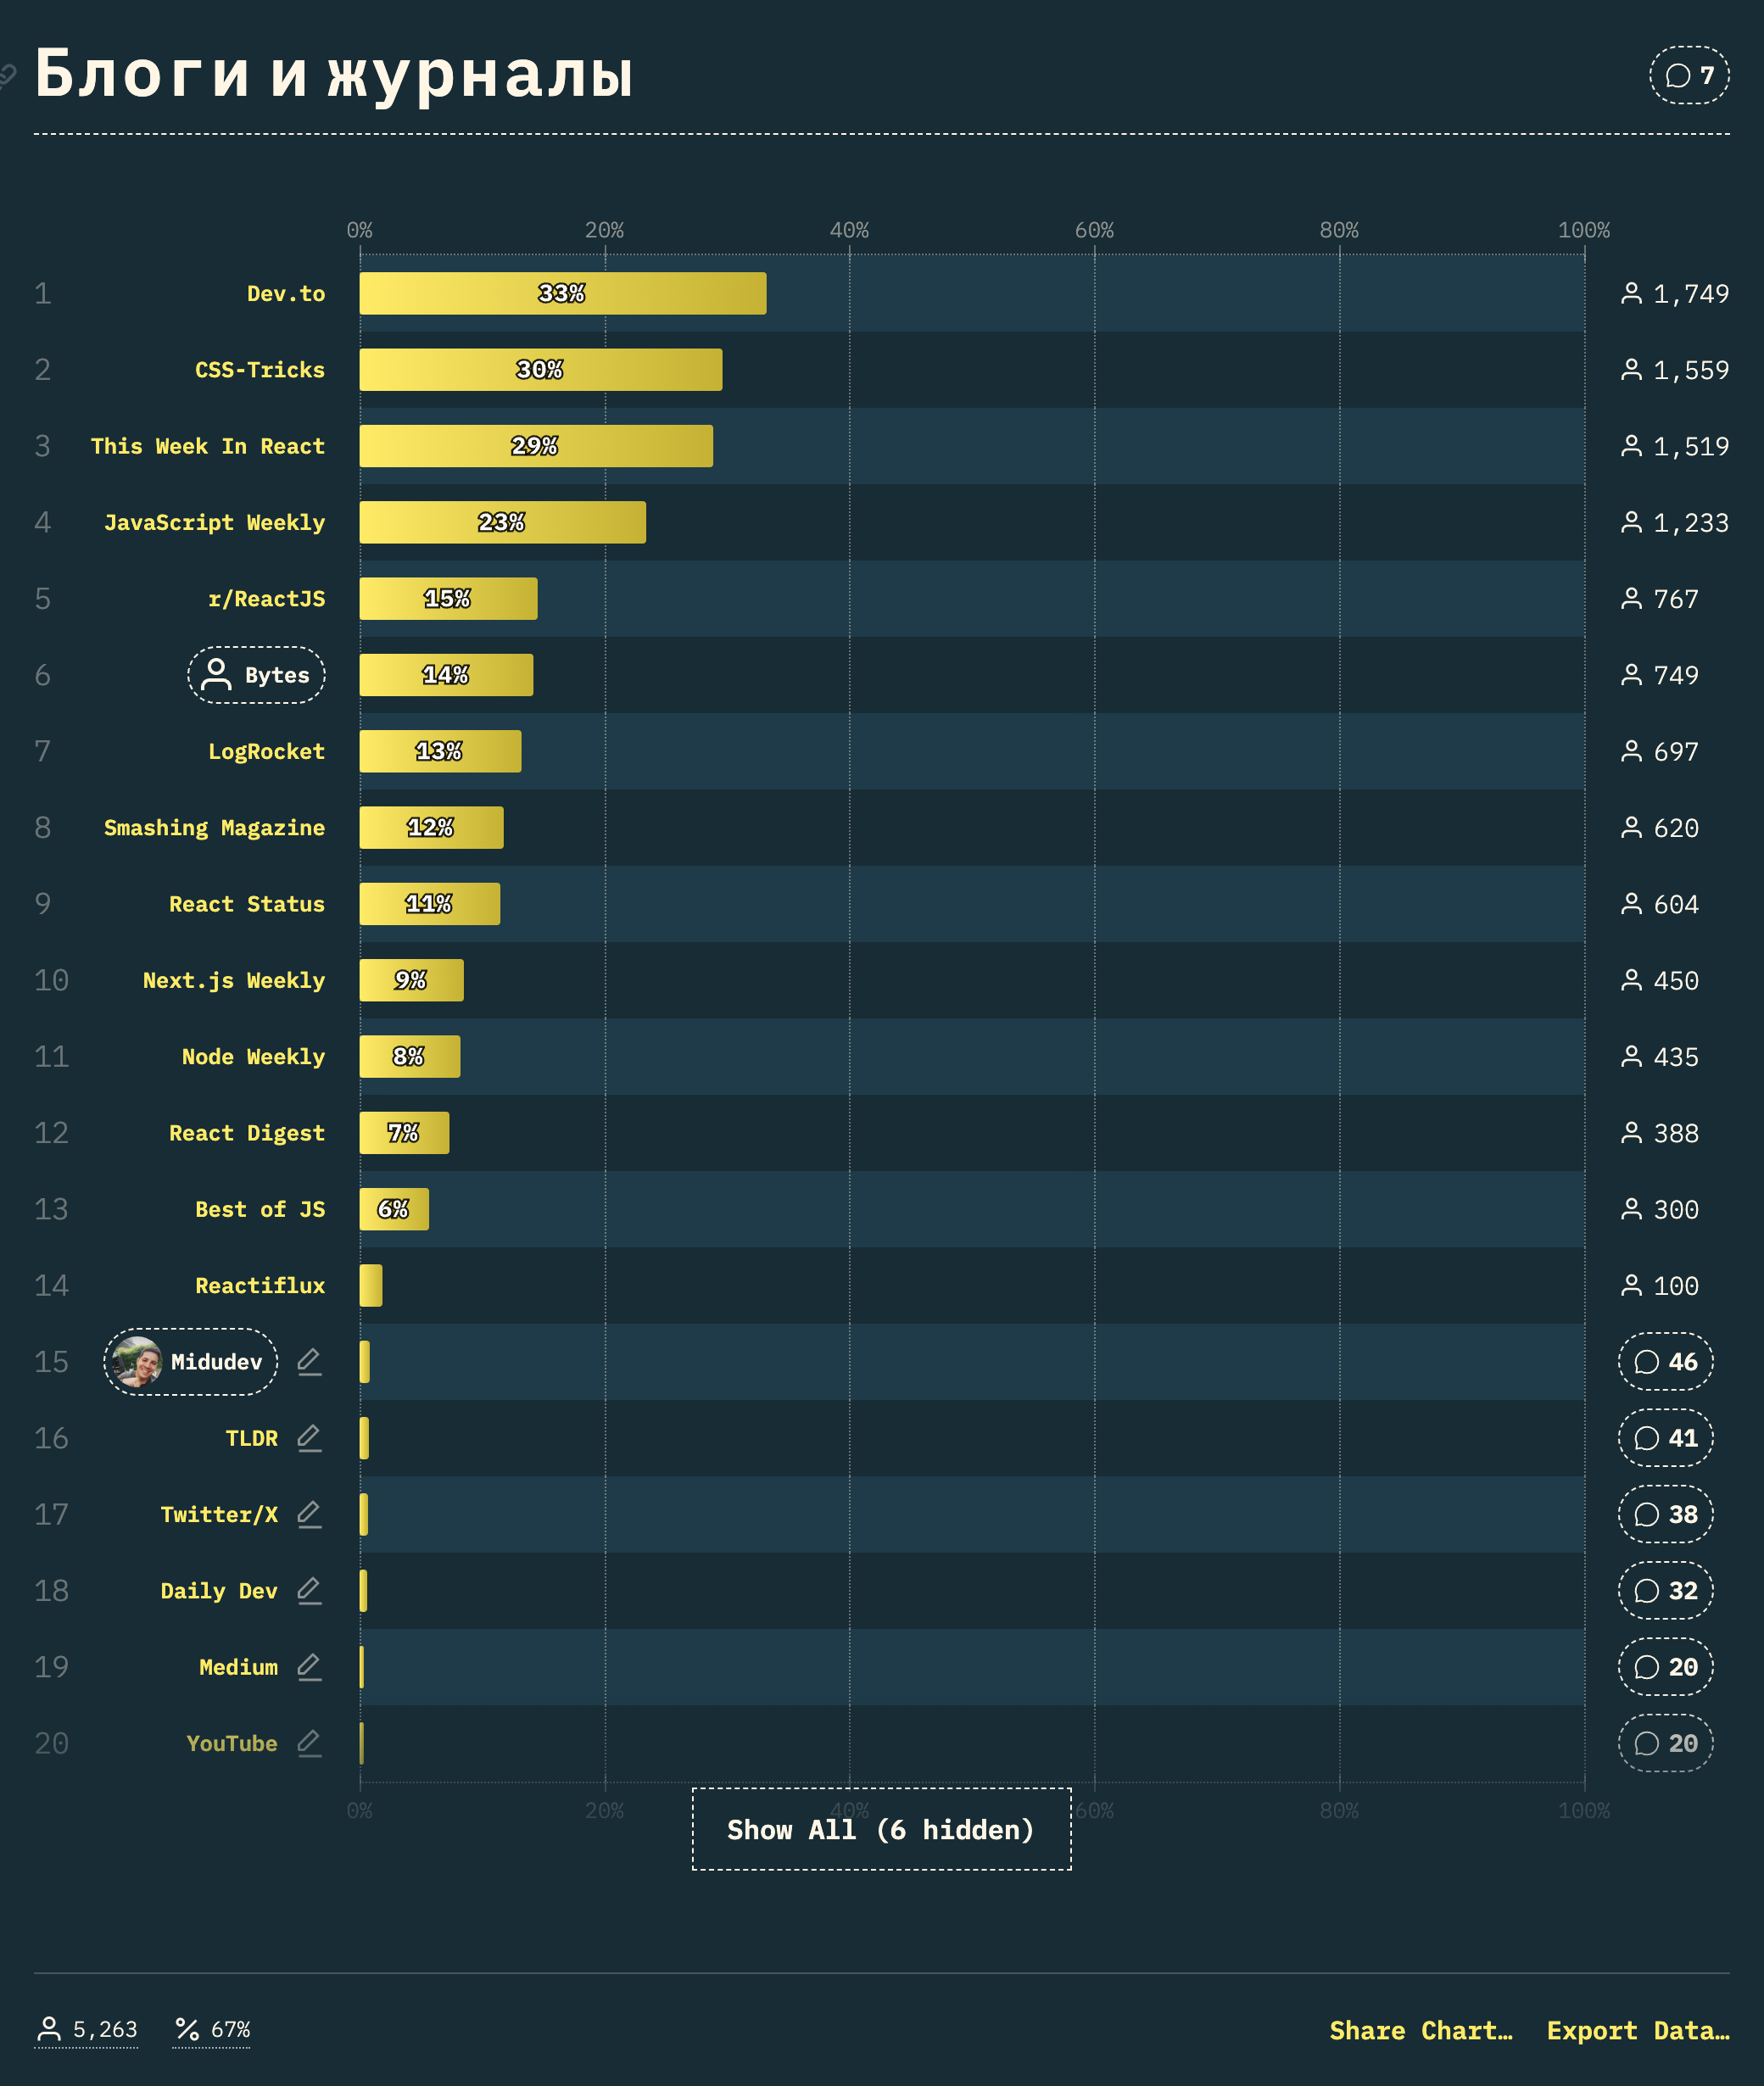 Блоги и журналы
7
0% 20% 40% 60% 80% 100%
1 Dev.to 33% 1,749
2 CSS-Tricks 30% 1,559
3 This Week In React 29% 1,519
4 JavaScript Weekly 23% 1,233
5 r/ReactJS 15% 767
6 Bytes 14% 749
7 LogRocket 13% 697
8 Smashing Magazine 12% 620
9 React Status 11% 604
10 Next.js Weekly 9% 450
11 Node Weekly 8% 435
12 React Digest 7% 388
13 Best of JS 6% 300
14 Reactiflux 100
15 Midudev 46
16 TLDR 41
17 Twitter/X 38
18 Daily Dev 32
19 Medium 20
20 YouTube 20
0% 20% 40% 60% 80% 100%
Show All (6 hidden)
5,263 67% Share Chart… Export Data…